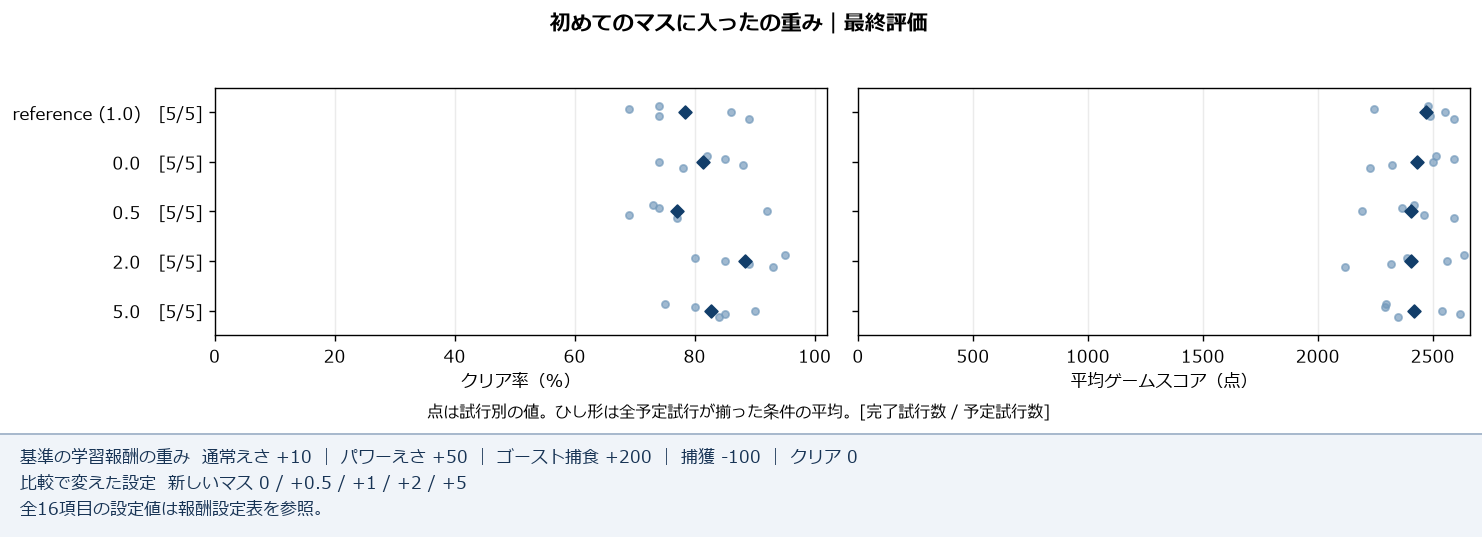 初めてのマスに入ったの重み｜最終評価
reference (1.0) [5/5]
0.0 [5/5]
0.5 [5/5]
2.0 [5/5]
5.0 [5/5]
0 20 40 60 80 100
クリア率（%）
0 500 1000 1500 2000 2500
平均ゲームスコア（点）
点は試行別の値。ひし形は全予定試行が揃った条件の平均。[完了試行数 / 予定試行数]
基準の学習報酬の重み 通常えさ +10 ｜ パワーえさ +50 ｜ ゴースト捕食 +200 ｜ 捕獲 -100 ｜ クリア 0
比較で変えた設定 新しいマス 0 / +0.5 / +1 / +2 / +5
全16項目の設定値は報酬設定表を参照。